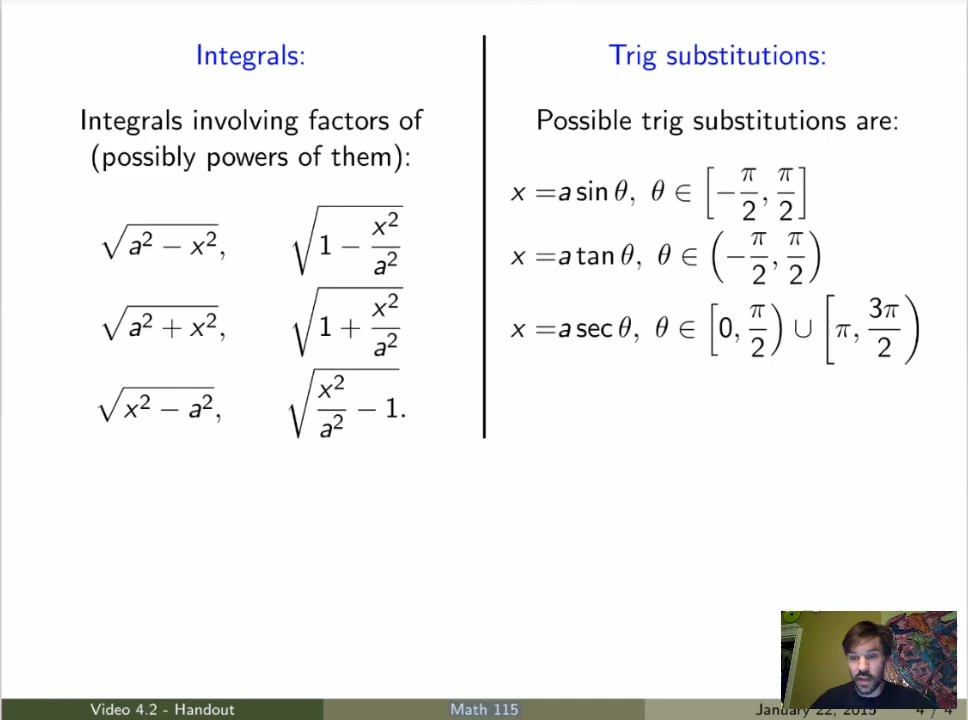 Integrals:
Integrals involving factors of
(possibly powers of them):
√(a² − x²), √(1 − x²/a²)
√(a² + x²), √(1 + x²/a²)
√(x² − a²), √(x²/a² − 1).
Trig substitutions:
Possible trig substitutions are:
x = a sin θ, θ ∈ [−π/2, π/2]
x = a tan θ, θ ∈ (−π/2, π/2)
x = a sec θ, θ ∈ [0, π/2) ∪ [π, 3π/2)
Video 4.2 - Handout
Math 115
January 22, 2015
4 / 4